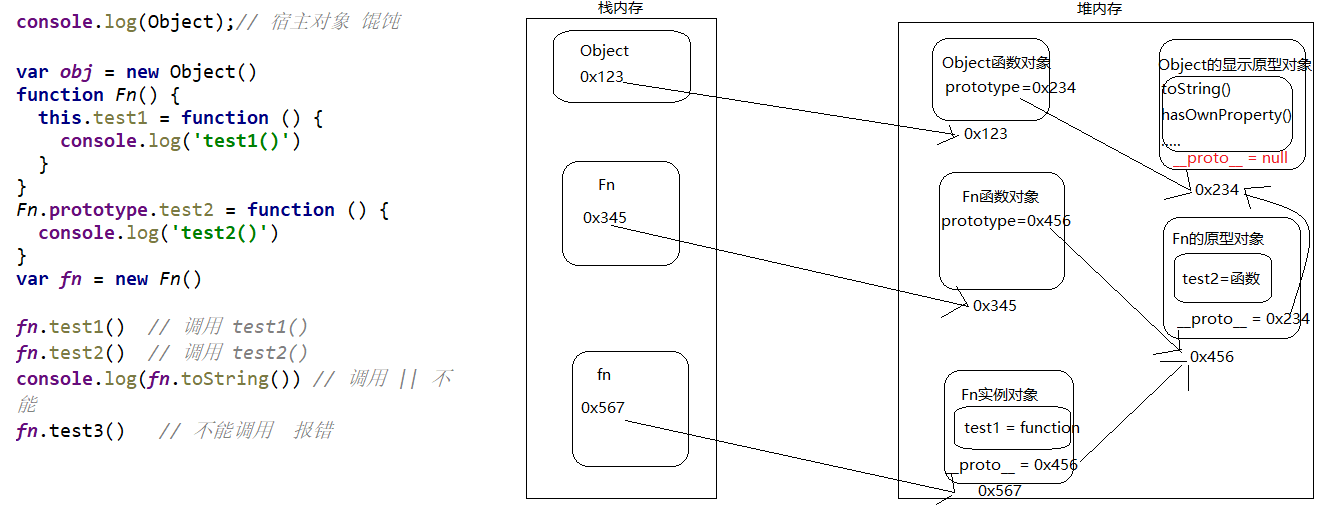 console.log(Object);// 宿主对象 馄饨
var obj = new Object()
function Fn() {
this.test1 = function () {
console.log('test1()')
}
}
Fn.prototype.test2 = function () {
console.log('test2()')
}
var fn = new Fn()
fn.test1()  // 调用 test1()
fn.test2()  // 调用 test2()
console.log(fn.toString()) // 调用 || 不
能
fn.test3()   // 不能调用  报错
栈内存
Object
0x123
Fn
0x345
fn
0x567
堆内存
Object函数对象
prototype=0x234
0x123
Object的显示原型对象
toString()
hasOwnProperty()
.....
__proto__ = null
0x234
Fn函数对象
prototype=0x456
0x345
Fn的原型对象
test2=函数
__proto__ = 0x234
0x456
Fn实例对象
test1 = function
__proto__ = 0x456
0x567